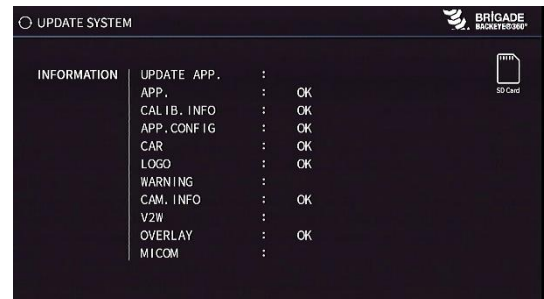 UPDATE SYSTEM
BRIGADE
BACKEYE®360°
SD Card
INFORMATION
UPDATE APP. :
APP. : OK
CALIB. INFO : OK
APP.CONFIG : OK
CAR : OK
LOGO : OK
WARNING :
CAM. INFO : OK
V2W :
OVERLAY : OK
MICOM :